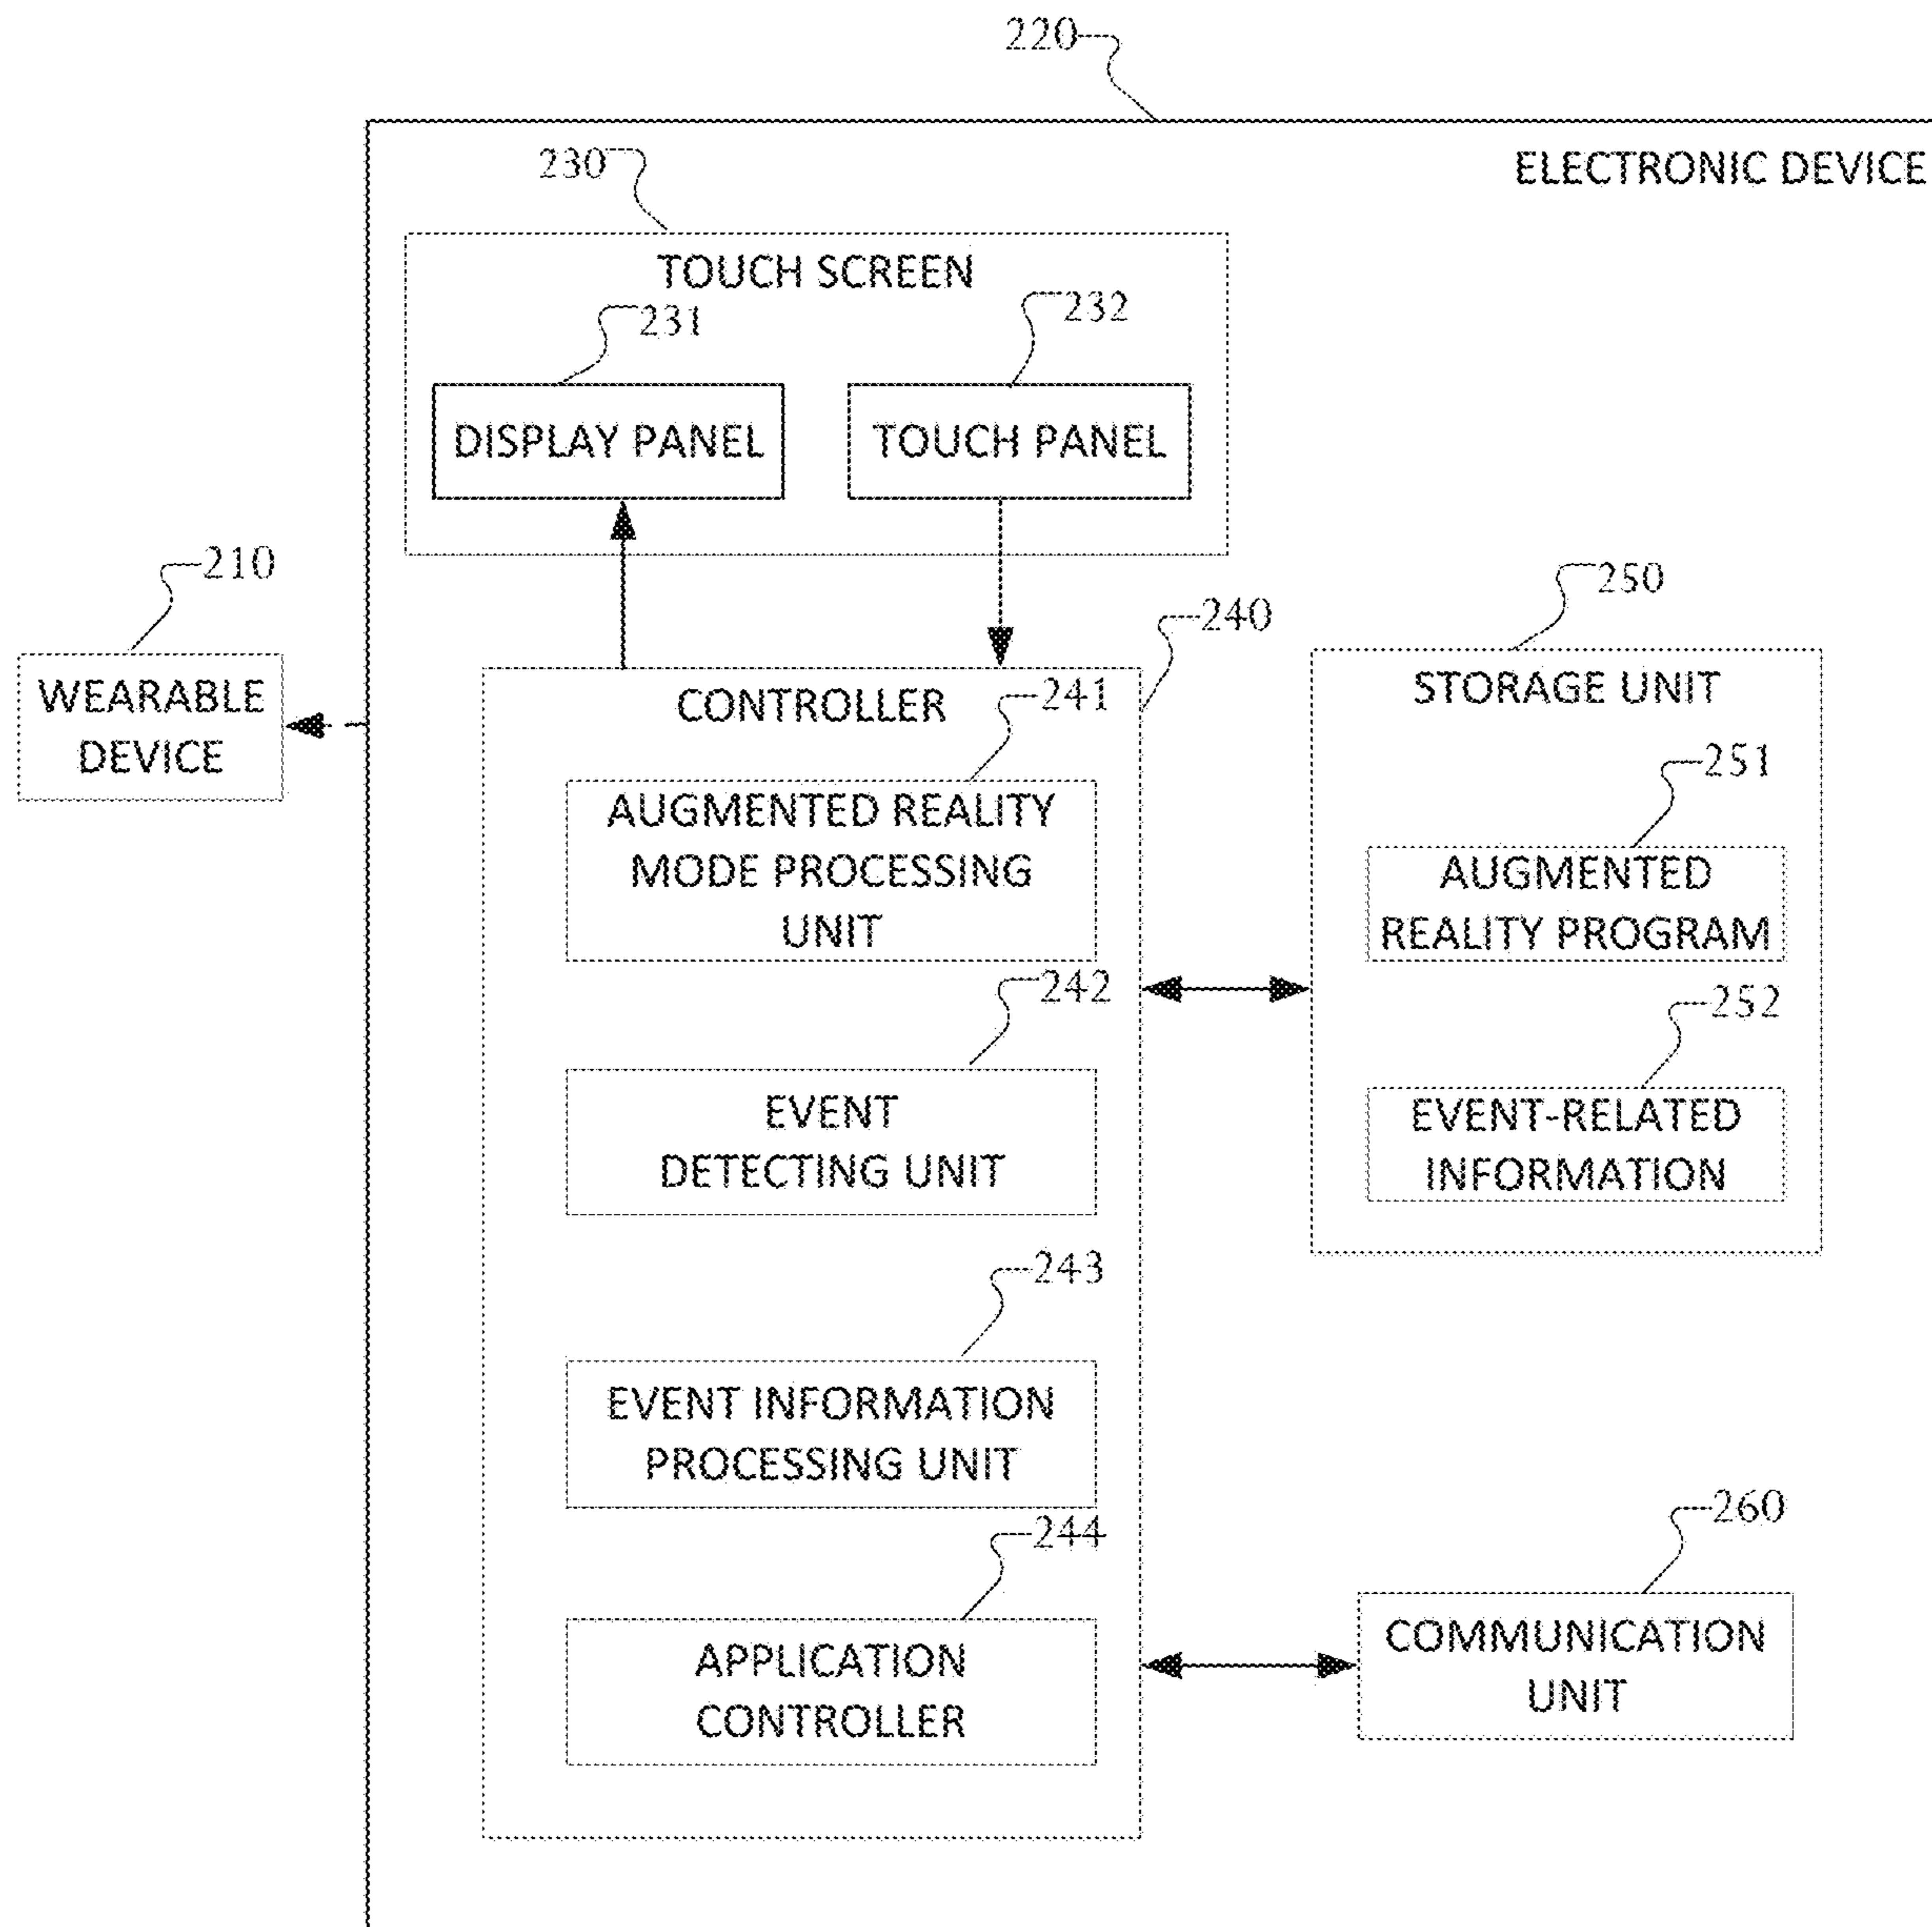 220
ELECTRONIC DEVICE
230
TOUCH SCREEN
231
232
DISPLAY PANEL
TOUCH PANEL
210
WEARABLE
DEVICE
240
CONTROLLER
241
AUGMENTED REALITY
MODE PROCESSING
UNIT
242
EVENT
DETECTING UNIT
243
EVENT INFORMATION
PROCESSING UNIT
244
APPLICATION
CONTROLLER
250
STORAGE UNIT
251
AUGMENTED
REALITY PROGRAM
252
EVENT-RELATED
INFORMATION
260
COMMUNICATION
UNIT